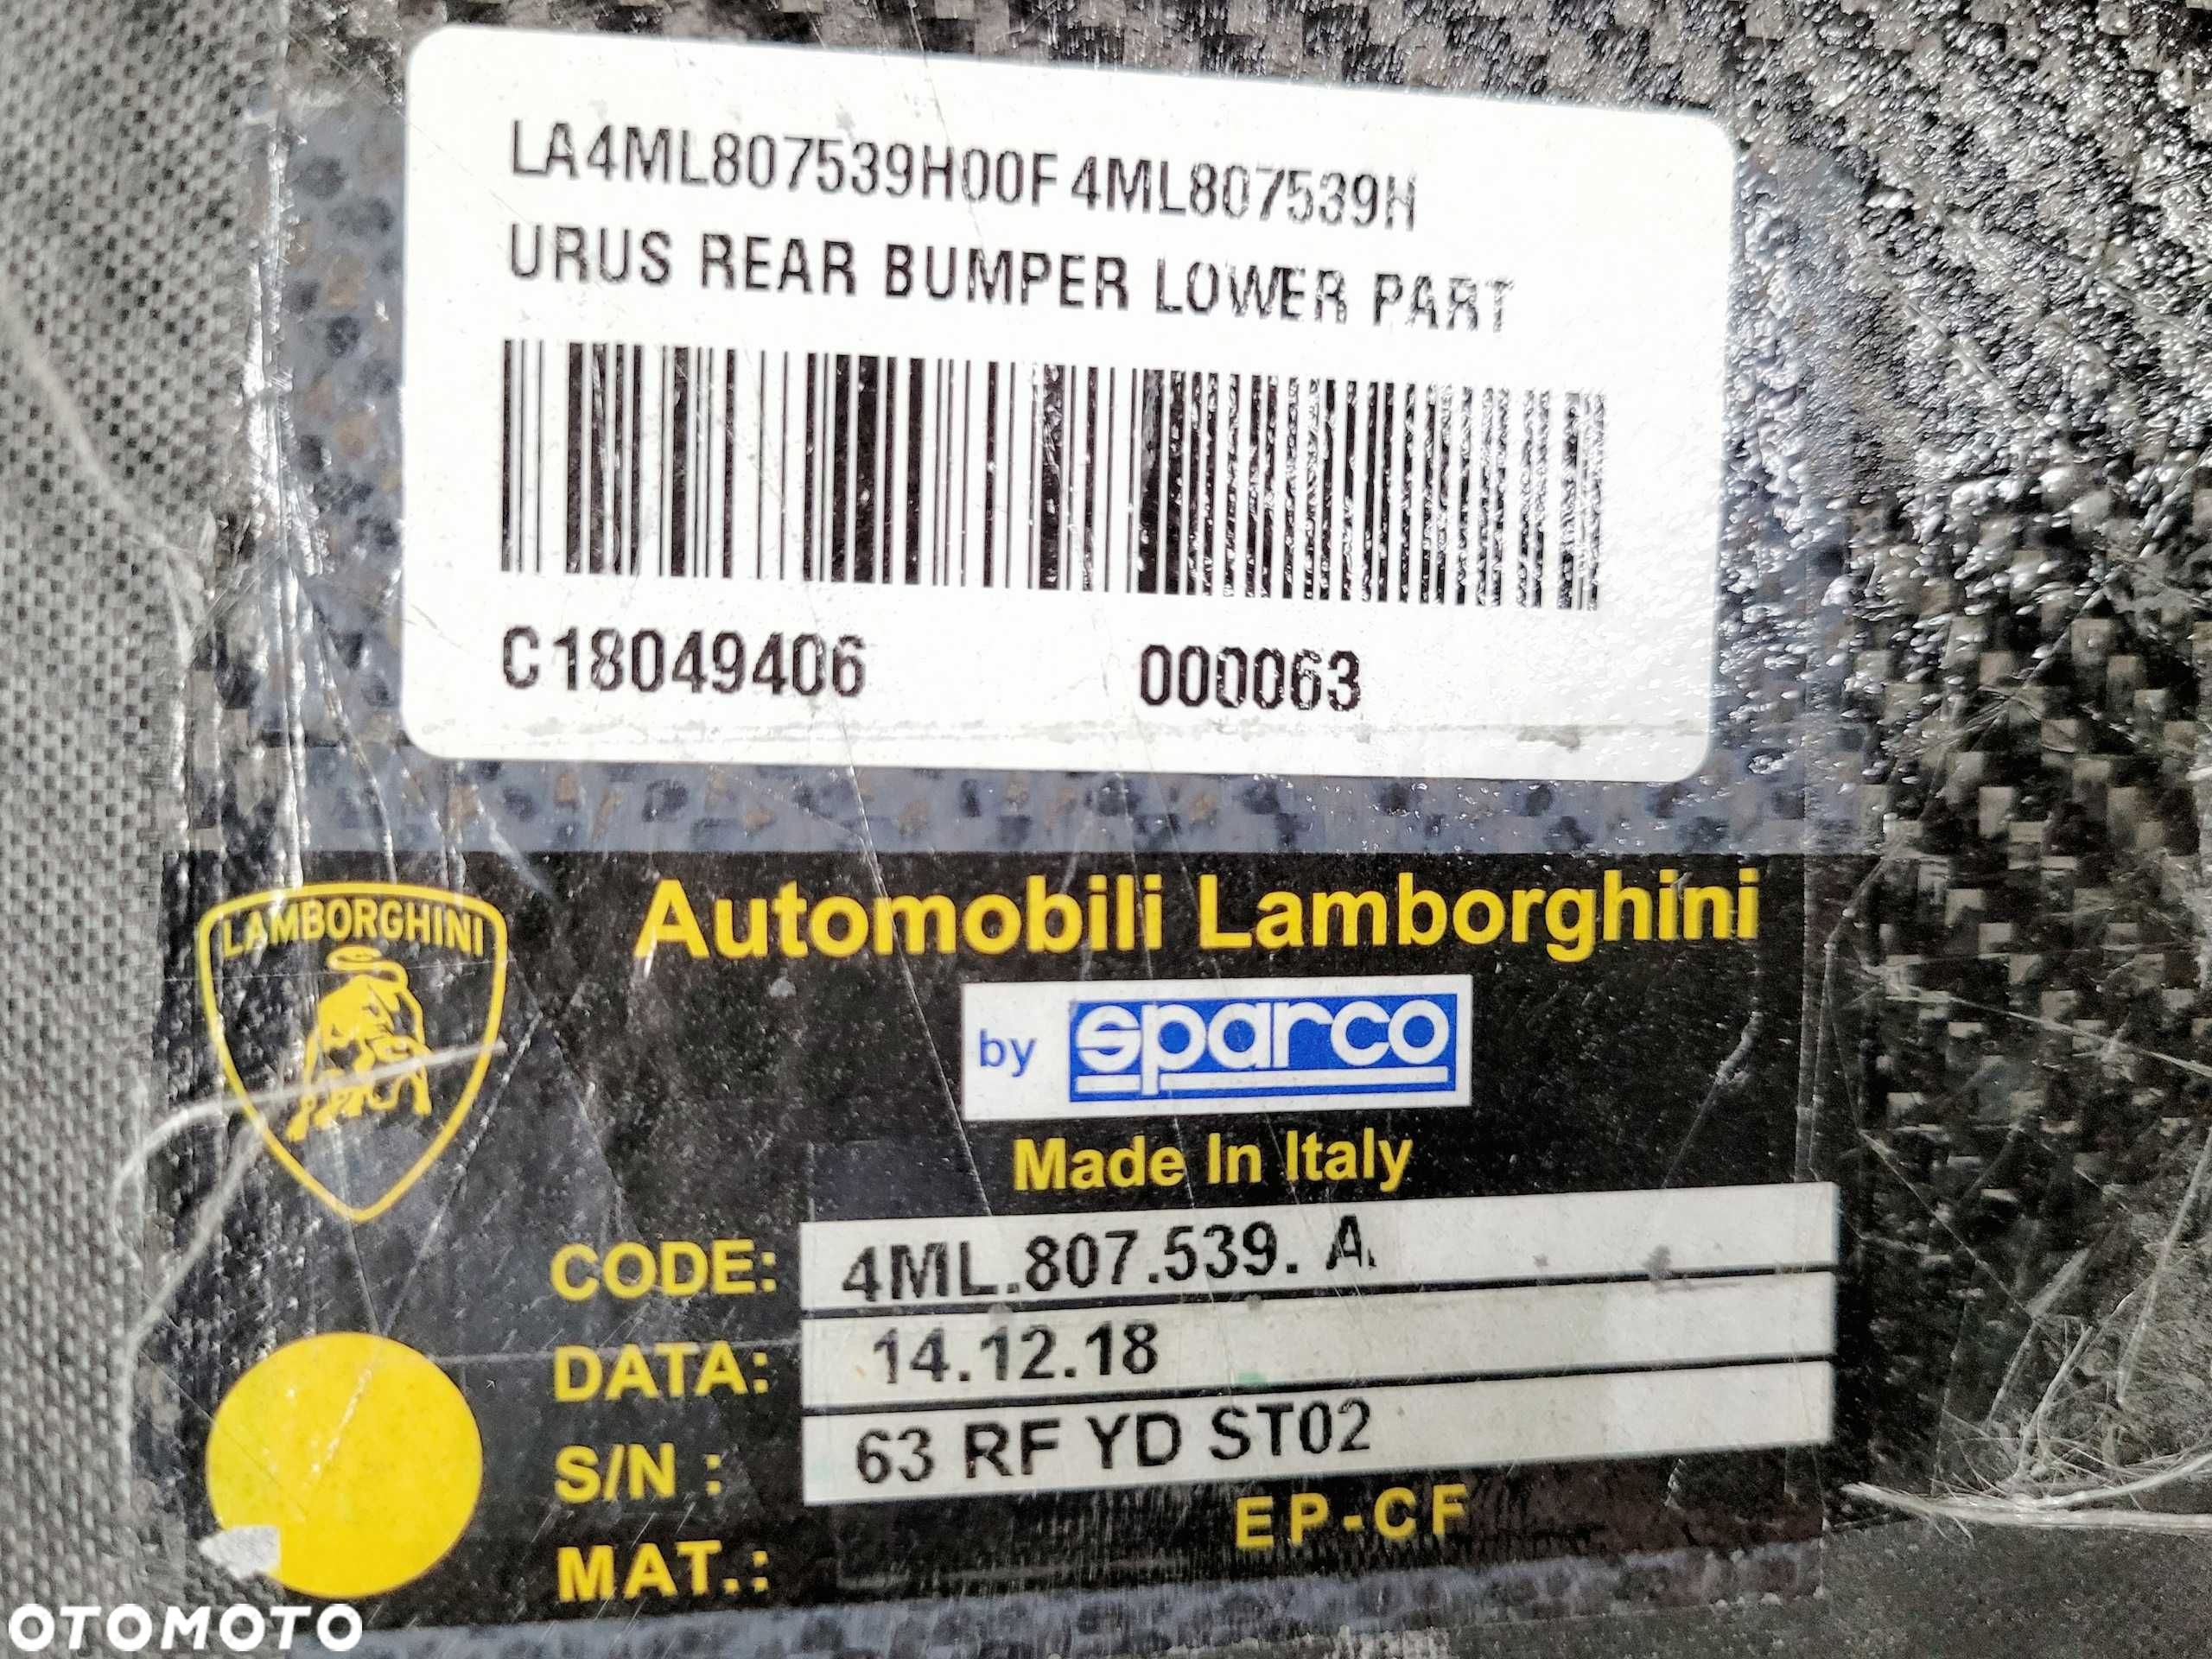 LA4ML807539H00F 4ML807539H
URUS REAR BUMPER LOWER PART
C18049406 000063
LAMBORGHINI
Automobili Lamborghini
by sparco
Made In Italy
CODE: 4ML.807.539. A.
DATA: 14.12.18
S/N : 63 RF YD ST02
MAT.: EP-CF
OTOMOTO